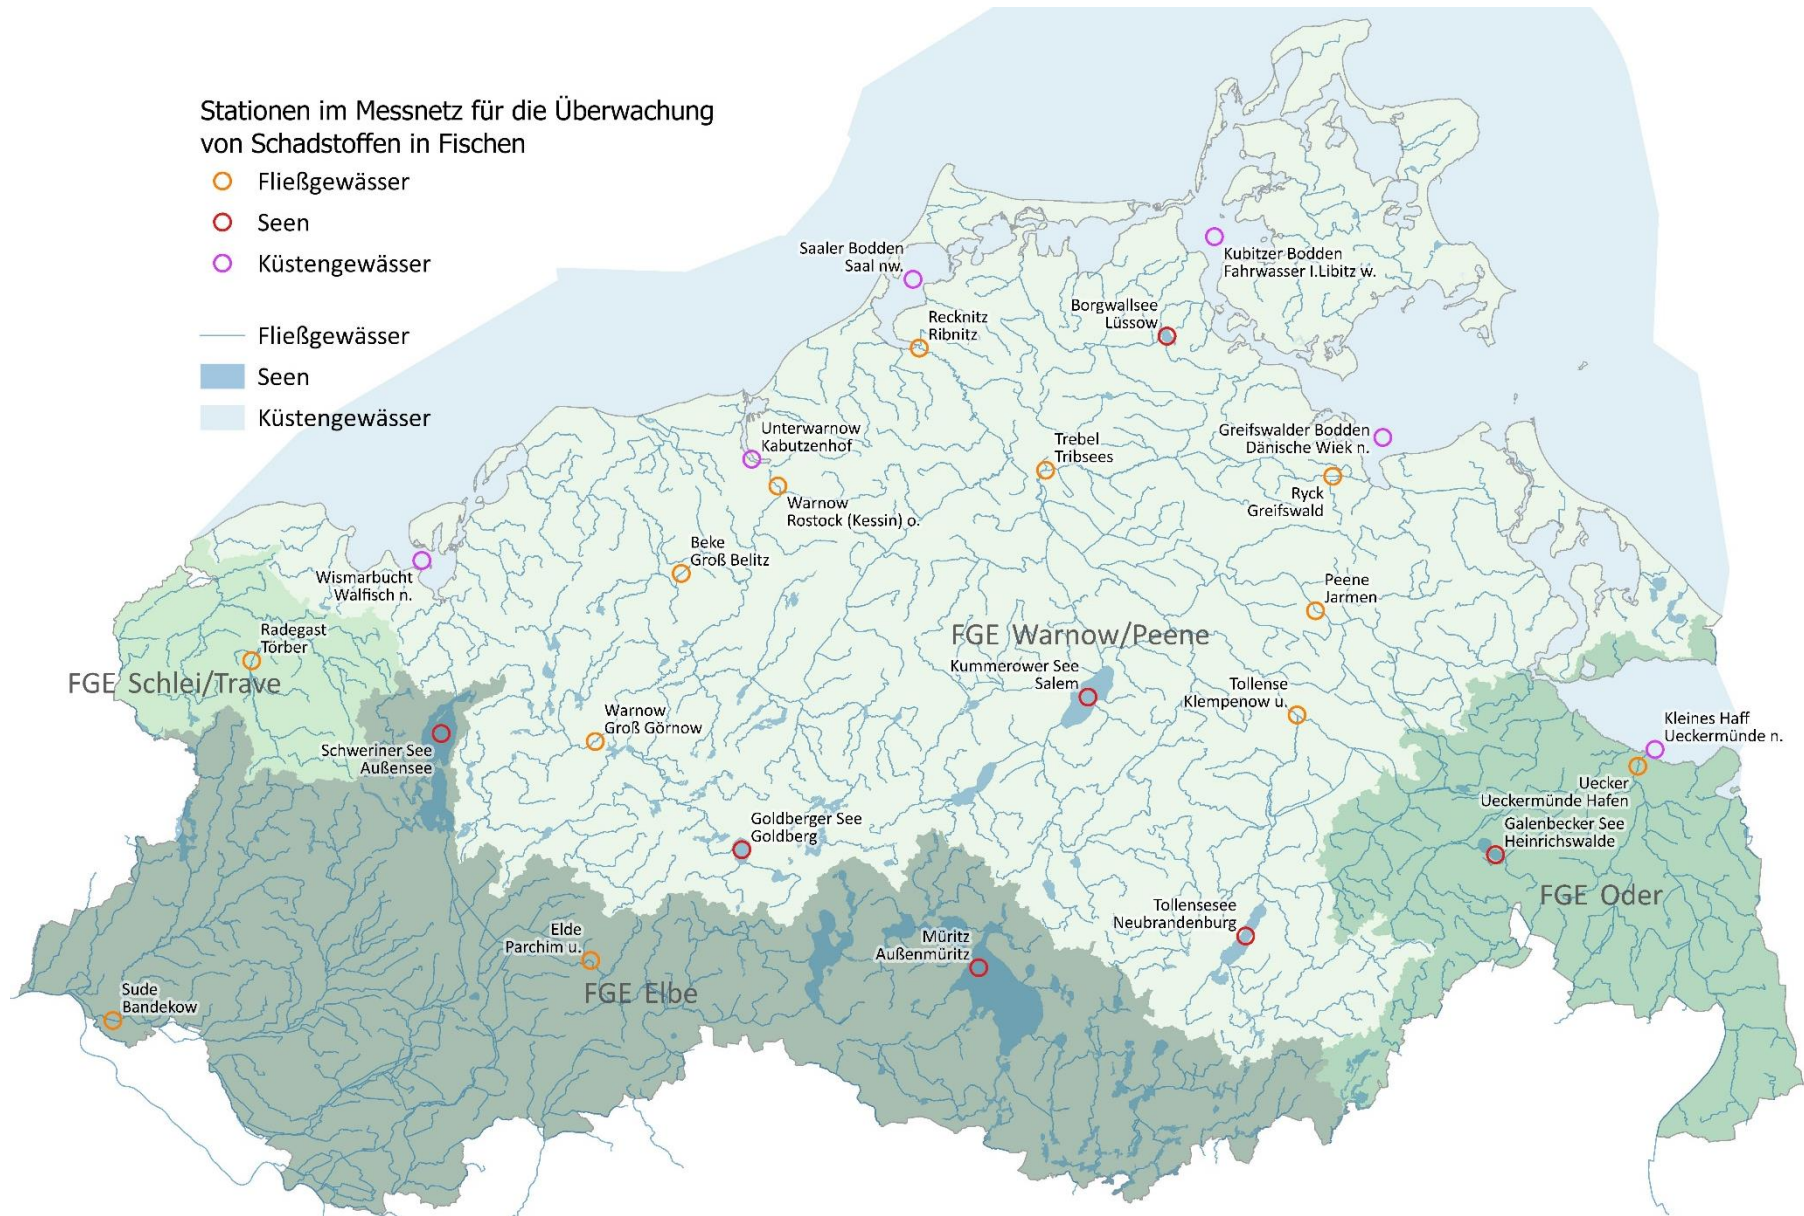 Stationen im Messnetz für die Überwachung
von Schadstoffen in Fischen
Fließgewässer
Seen
Küstengewässer
Fließgewässer
Seen
Küstengewässer
Saaler Bodden
Saal nw.
Kubitzer Bodden
Fahrwasser I.Libitz w.
Borgwallsee
Lüssow
Recknitz
Ribnitz
Unterwarnow
Kabutzenhof
Trebel
Tribsees
Greifswalder Bodden
Dänische Wiek n.
Warnow
Rostock (Kessin) o.
Ryck
Greifswald
Beke
Groß Belitz
Wismarbucht
Walfisch n.
Peene
Jarmen
Radegast
Törber
FGE Warnow/Peene
FGE Schlei/Trave
Kummerower See
Salem
Tollense
Klempenow u.
Warnow
Groß Görnow
Schweriner See
Außensee
Kleines Haff
Ueckermünde n.
Uecker
Ueckermünde Hafen
Goldberger See
Goldberg
Galenbecker See
Heinrichswalde
FGE Oder
Tollensesee
Neubrandenburg
Elde
Parchim u.
Müritz
Außenmüritz
FGE Elbe
Sude
Bandekow